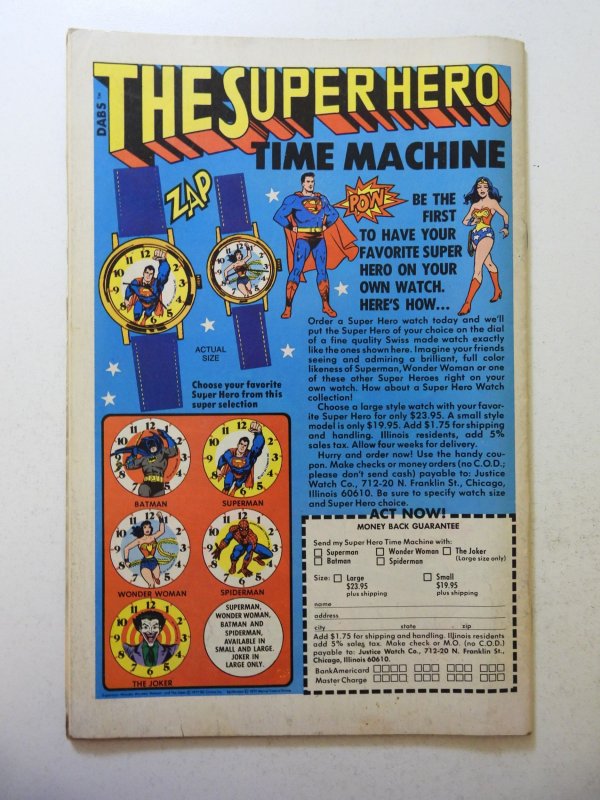 DABS ™
THE SUPER HERO
TIME MACHINE
ZAP
POW
BE THE
FIRST
TO HAVE YOUR
FAVORITE SUPER
HERO ON YOUR
OWN WATCH.
HERE'S HOW...
ACTUAL
SIZE
Choose your favorite
Super Hero from this
super selection
Order a Super Hero watch today and we'll
put the Super Hero of your choice on the dial
of a fine quality Swiss made watch exactly
like the ones shown here. Imagine your friends
seeing and admiring a brilliant, full color
likeness of Superman, Wonder Woman or one
of these other Super Heroes right on your
own watch. How about a Super Hero Watch
collection!
Choose a large style watch with your favor-
ite Super Hero for only $23.95. A small style
model is only $19.95. Add $1.75 for shipping
and handling. Illinois residents, add 5%
sales tax. Allow four weeks for delivery.
Hurry and order now! Use the handy cou-
pon. Make checks or money orders (no C.O.D.,
please don't send cash) payable to: Justice
Watch Co., 712-20 N. Franklin St., Chicago,
Illinois 60610. Be sure to specify watch size
and Super Hero choice.
BATMAN
SUPERMAN
WONDER WOMAN
SPIDERMAN
THE JOKER
SUPERMAN,
WONDER WOMAN,
BATMAN AND
SPIDERMAN,
AVAILABLE IN
SMALL AND LARGE.
JOKER IN
LARGE ONLY.
ACT NOW!
MONEY BACK GUARANTEE
Send my Super Hero Time Machine with:
Superman Wonder Woman The Joker
Batman Spiderman (Large size only)
Size: Large Small
$23.95 $19.95
plus shipping plus shipping
name
address
city state zip
Add $1.75 for shipping and handling. Illinois residents
add 5% sales tax. Make check or M.O. (no C.O.D.)
payable to: Justice Watch Co., 712-20 N. Franklin St.,
Chicago, Illinois 60610.
BankAmericard
Master Charge